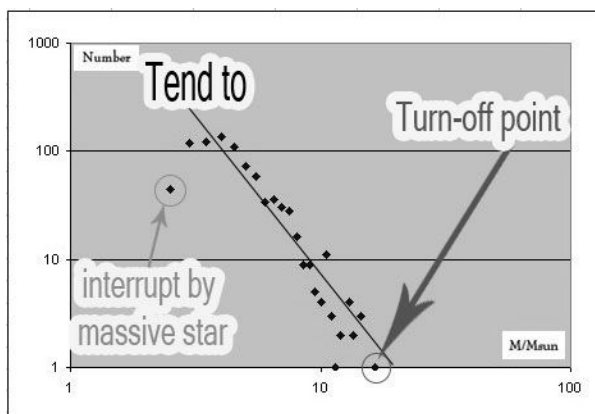 1000
Number
Tend to
Turn-off point
100
10
interrupt by
massive star
M/Msun
1
1
10
100